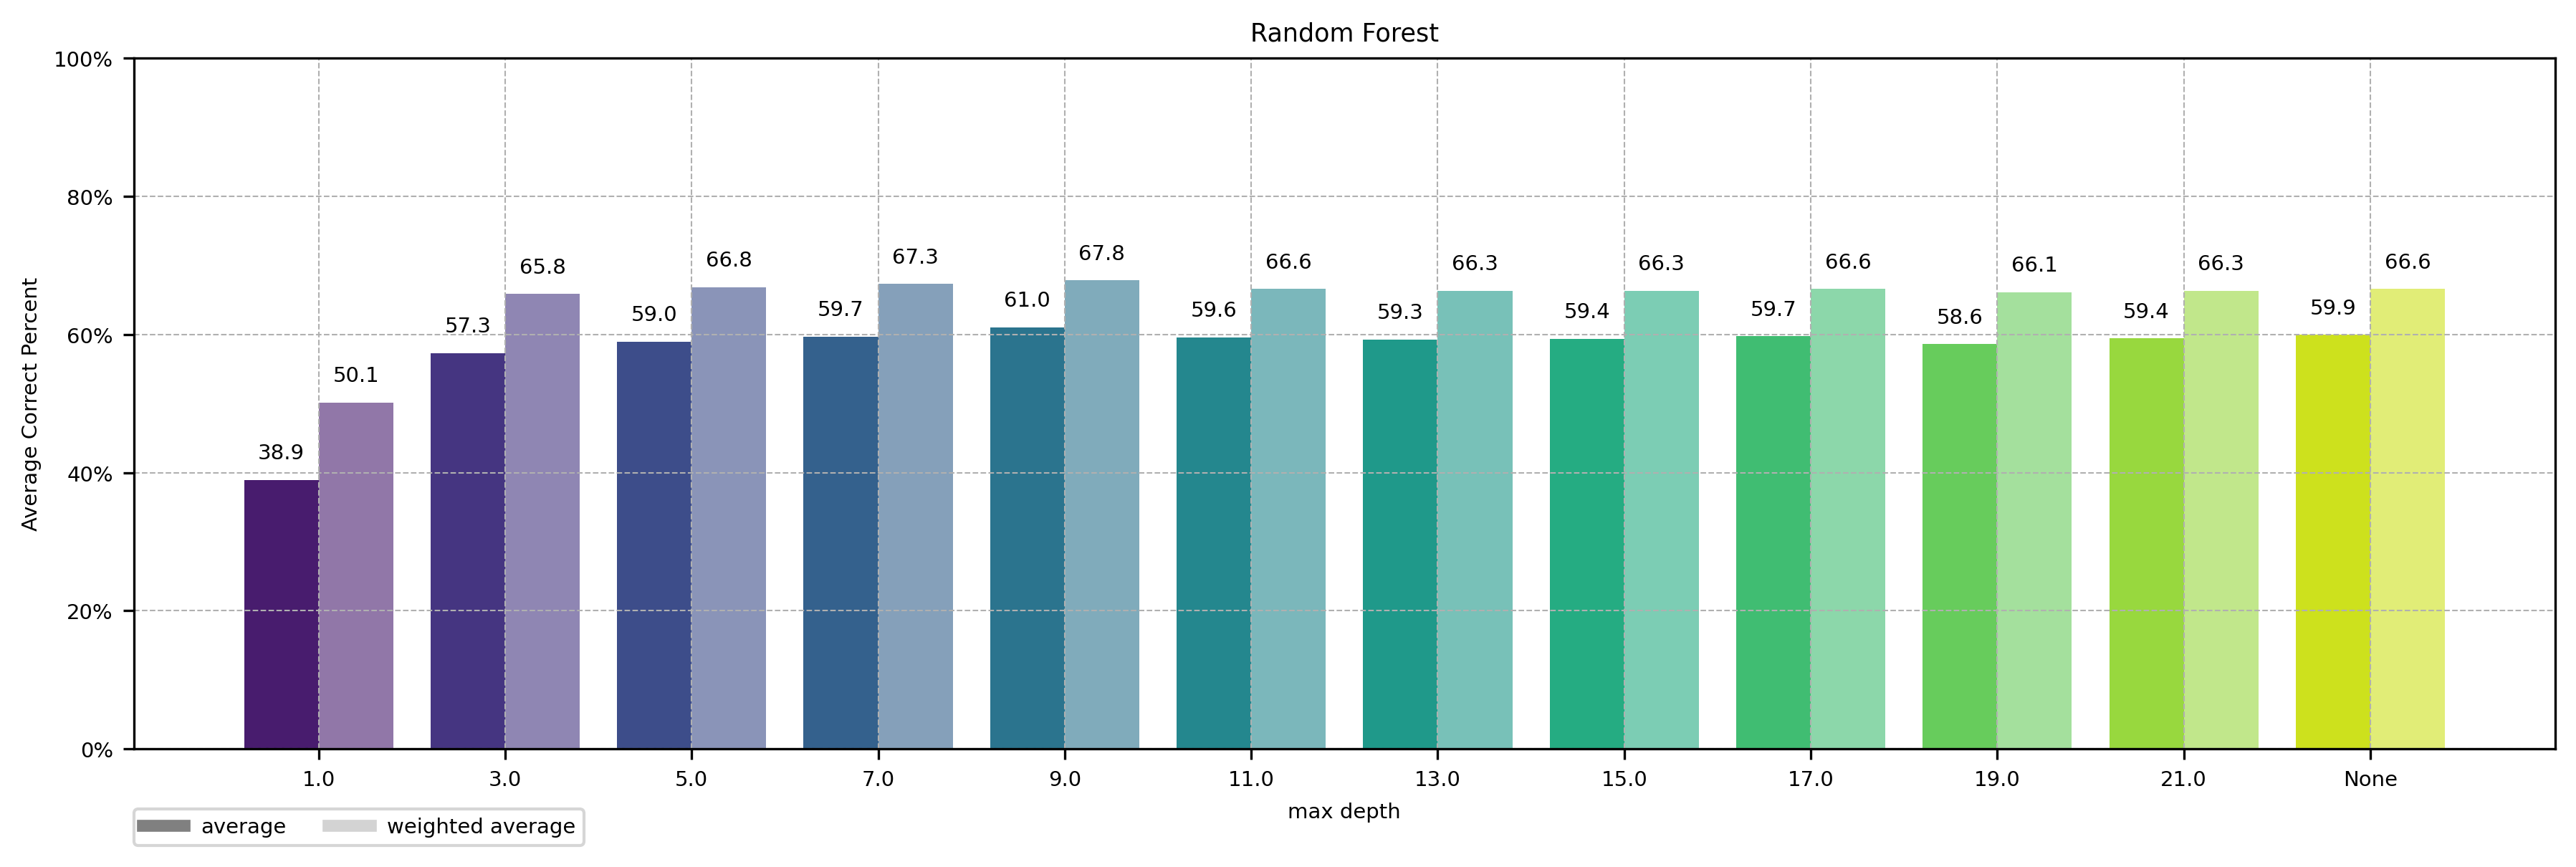 Random Forest
Average Correct Percent
100%
80%
60%
40%
20%
0%
38.9 50.1 57.3 65.8 59.0 66.8 59.7 67.3 61.0 67.8 59.6 66.6 59.3 66.3 59.4 66.3 59.7 66.6 58.6 66.1 59.4 66.3 59.9 66.6
1.0 3.0 5.0 7.0 9.0 11.0 13.0 15.0 17.0 19.0 21.0 None
max depth
average weighted average